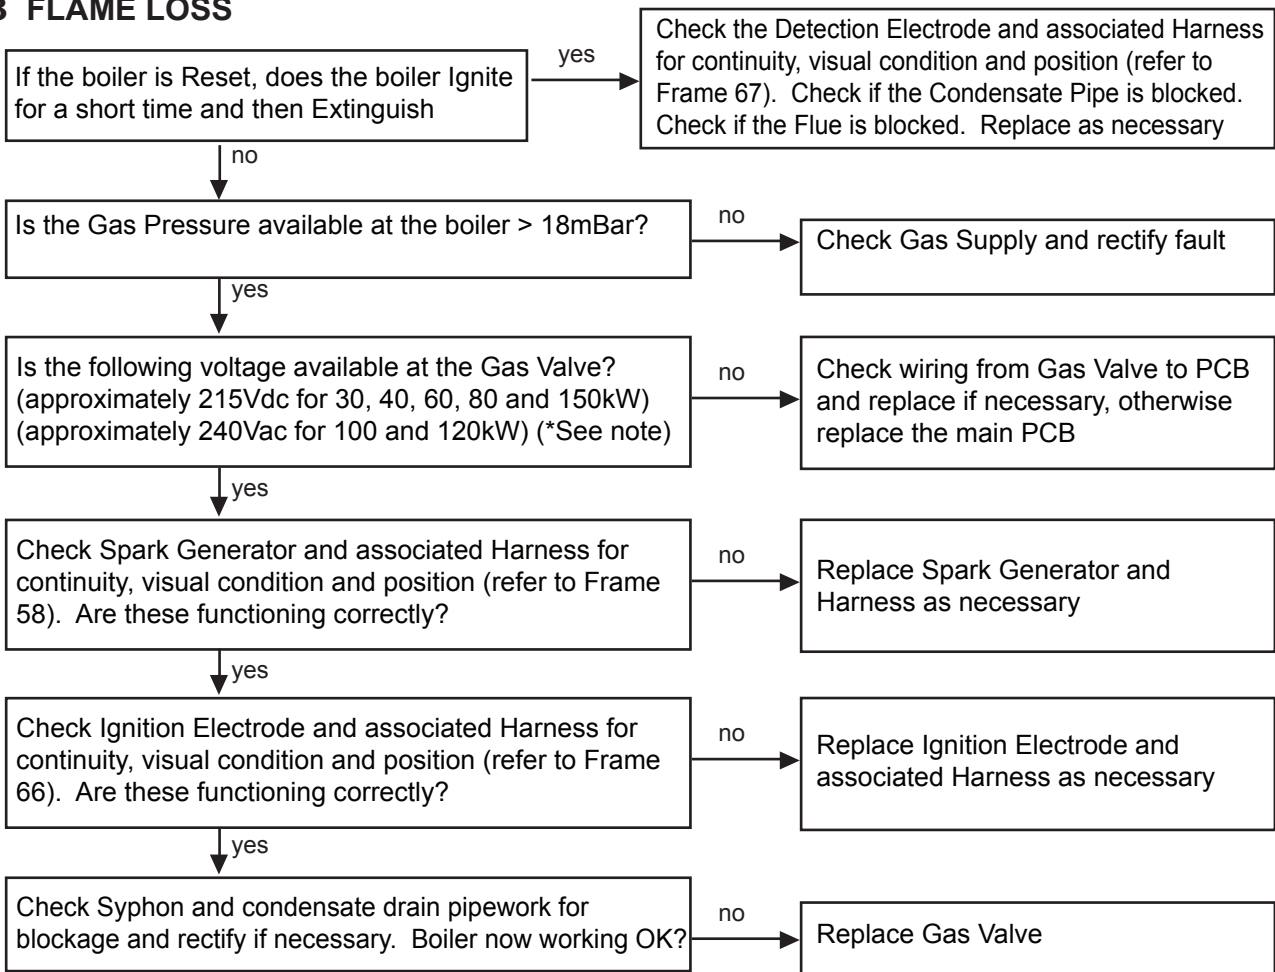 FLAME LOSS
If the boiler is Reset, does the boiler Ignite
for a short time and then Extinguish
yes
Check the Detection Electrode and associated Harness
for continuity, visual condition and position (refer to
Frame 67). Check if the Condensate Pipe is blocked.
Check if the Flue is blocked. Replace as necessary
no
Is the Gas Pressure available at the boiler > 18mBar?
no
Check Gas Supply and rectify fault
yes
Is the following voltage available at the Gas Valve?
(approximately 215Vdc for 30, 40, 60, 80 and 150kW)
(approximately 240Vac for 100 and 120kW) (*See note)
no
Check wiring from Gas Valve to PCB
and replace if necessary, otherwise
replace the main PCB
yes
Check Spark Generator and associated Harness for
continuity, visual condition and position (refer to Frame
58). Are these functioning correctly?
no
Replace Spark Generator and
Harness as necessary
yes
Check Ignition Electrode and associated Harness for
continuity, visual condition and position (refer to Frame
66). Are these functioning correctly?
no
Replace Ignition Electrode and
associated Harness as necessary
yes
Check Syphon and condensate drain pipework for
blockage and rectify if necessary. Boiler now working OK?
no
Replace Gas Valve